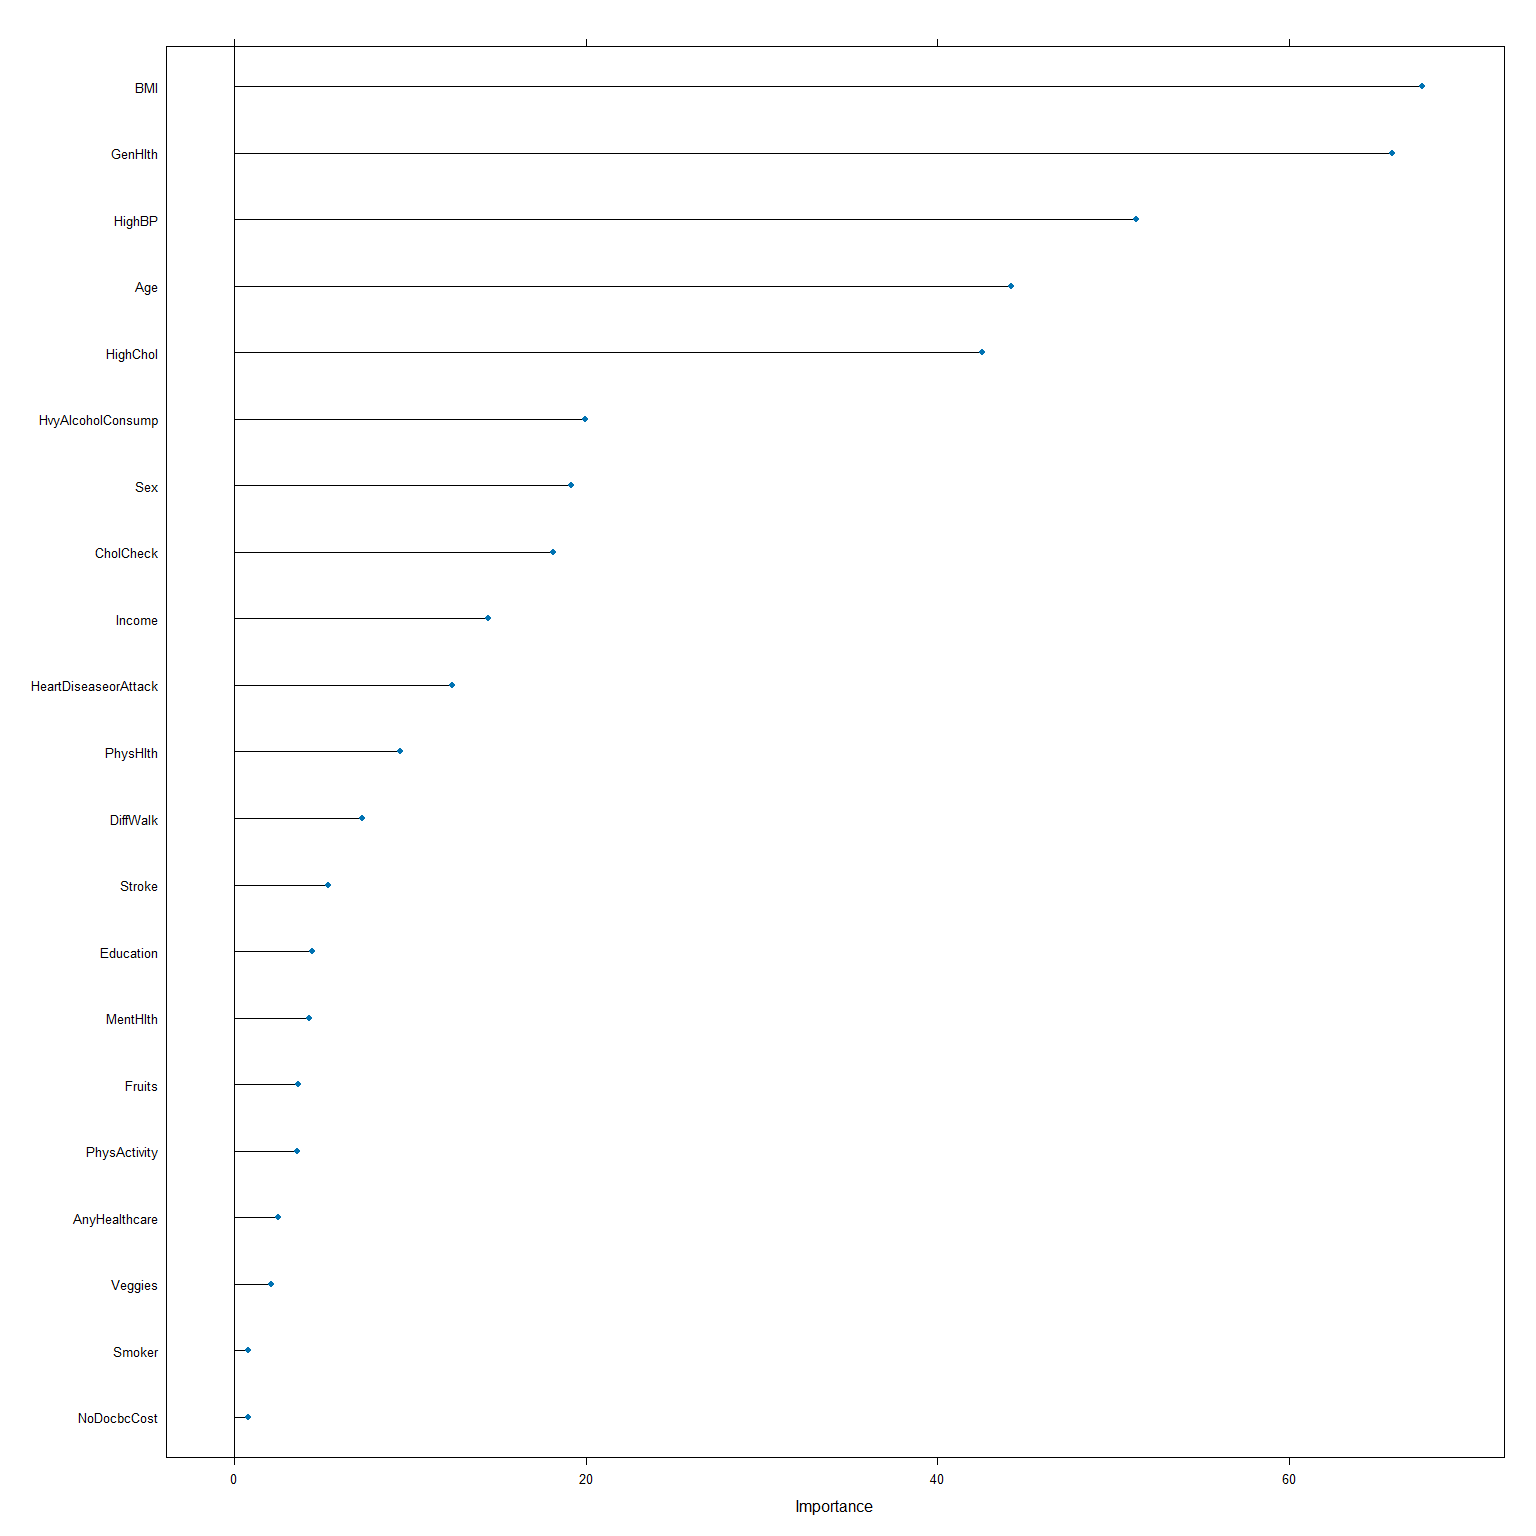 BMI
GenHlth
HighBP
Age
HighChol
HvyAlcoholConsump
Sex
CholCheck
Income
HeartDiseaseorAttack
PhysHlth
DiffWalk
Stroke
Education
MentHlth
Fruits
PhysActivity
AnyHealthcare
Veggies
Smoker
NoDocbcCost
0 20 40 60
Importance